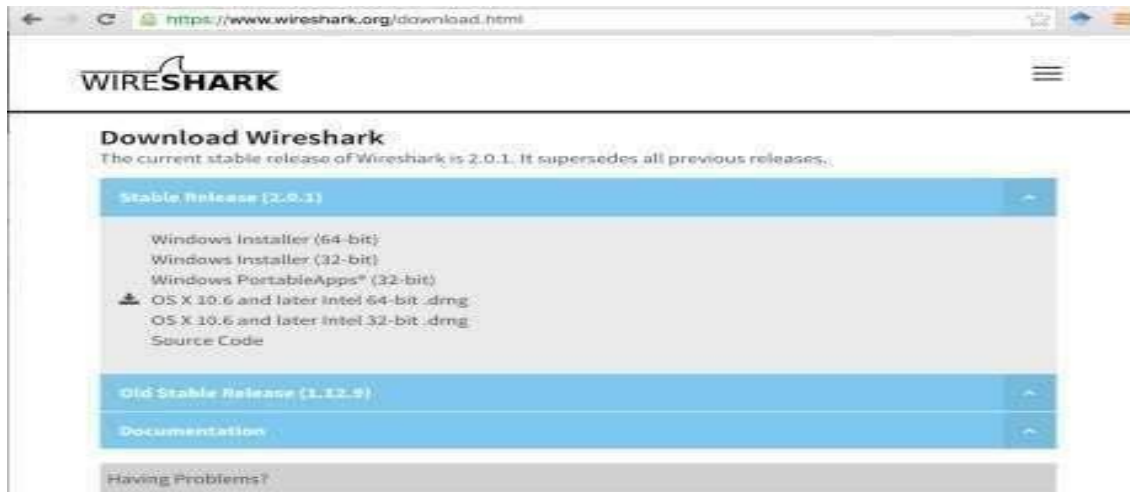 https://www.wireshark.org/download.html
WIRESHARK
Download Wireshark
The current stable release of Wireshark is 2.0.1. It supersedes all previous releases.
Stable Release (2.0.1)
Windows Installer (64-bit)
Windows Installer (32-bit)
Windows PortableApps® (32-bit)
OS X 10.6 and later Intel 64-bit .dmg
OS X 10.6 and later Intel 32-bit .dmg
Source Code
Old Stable Release (1.12.9)
Documentation
Having Problems?